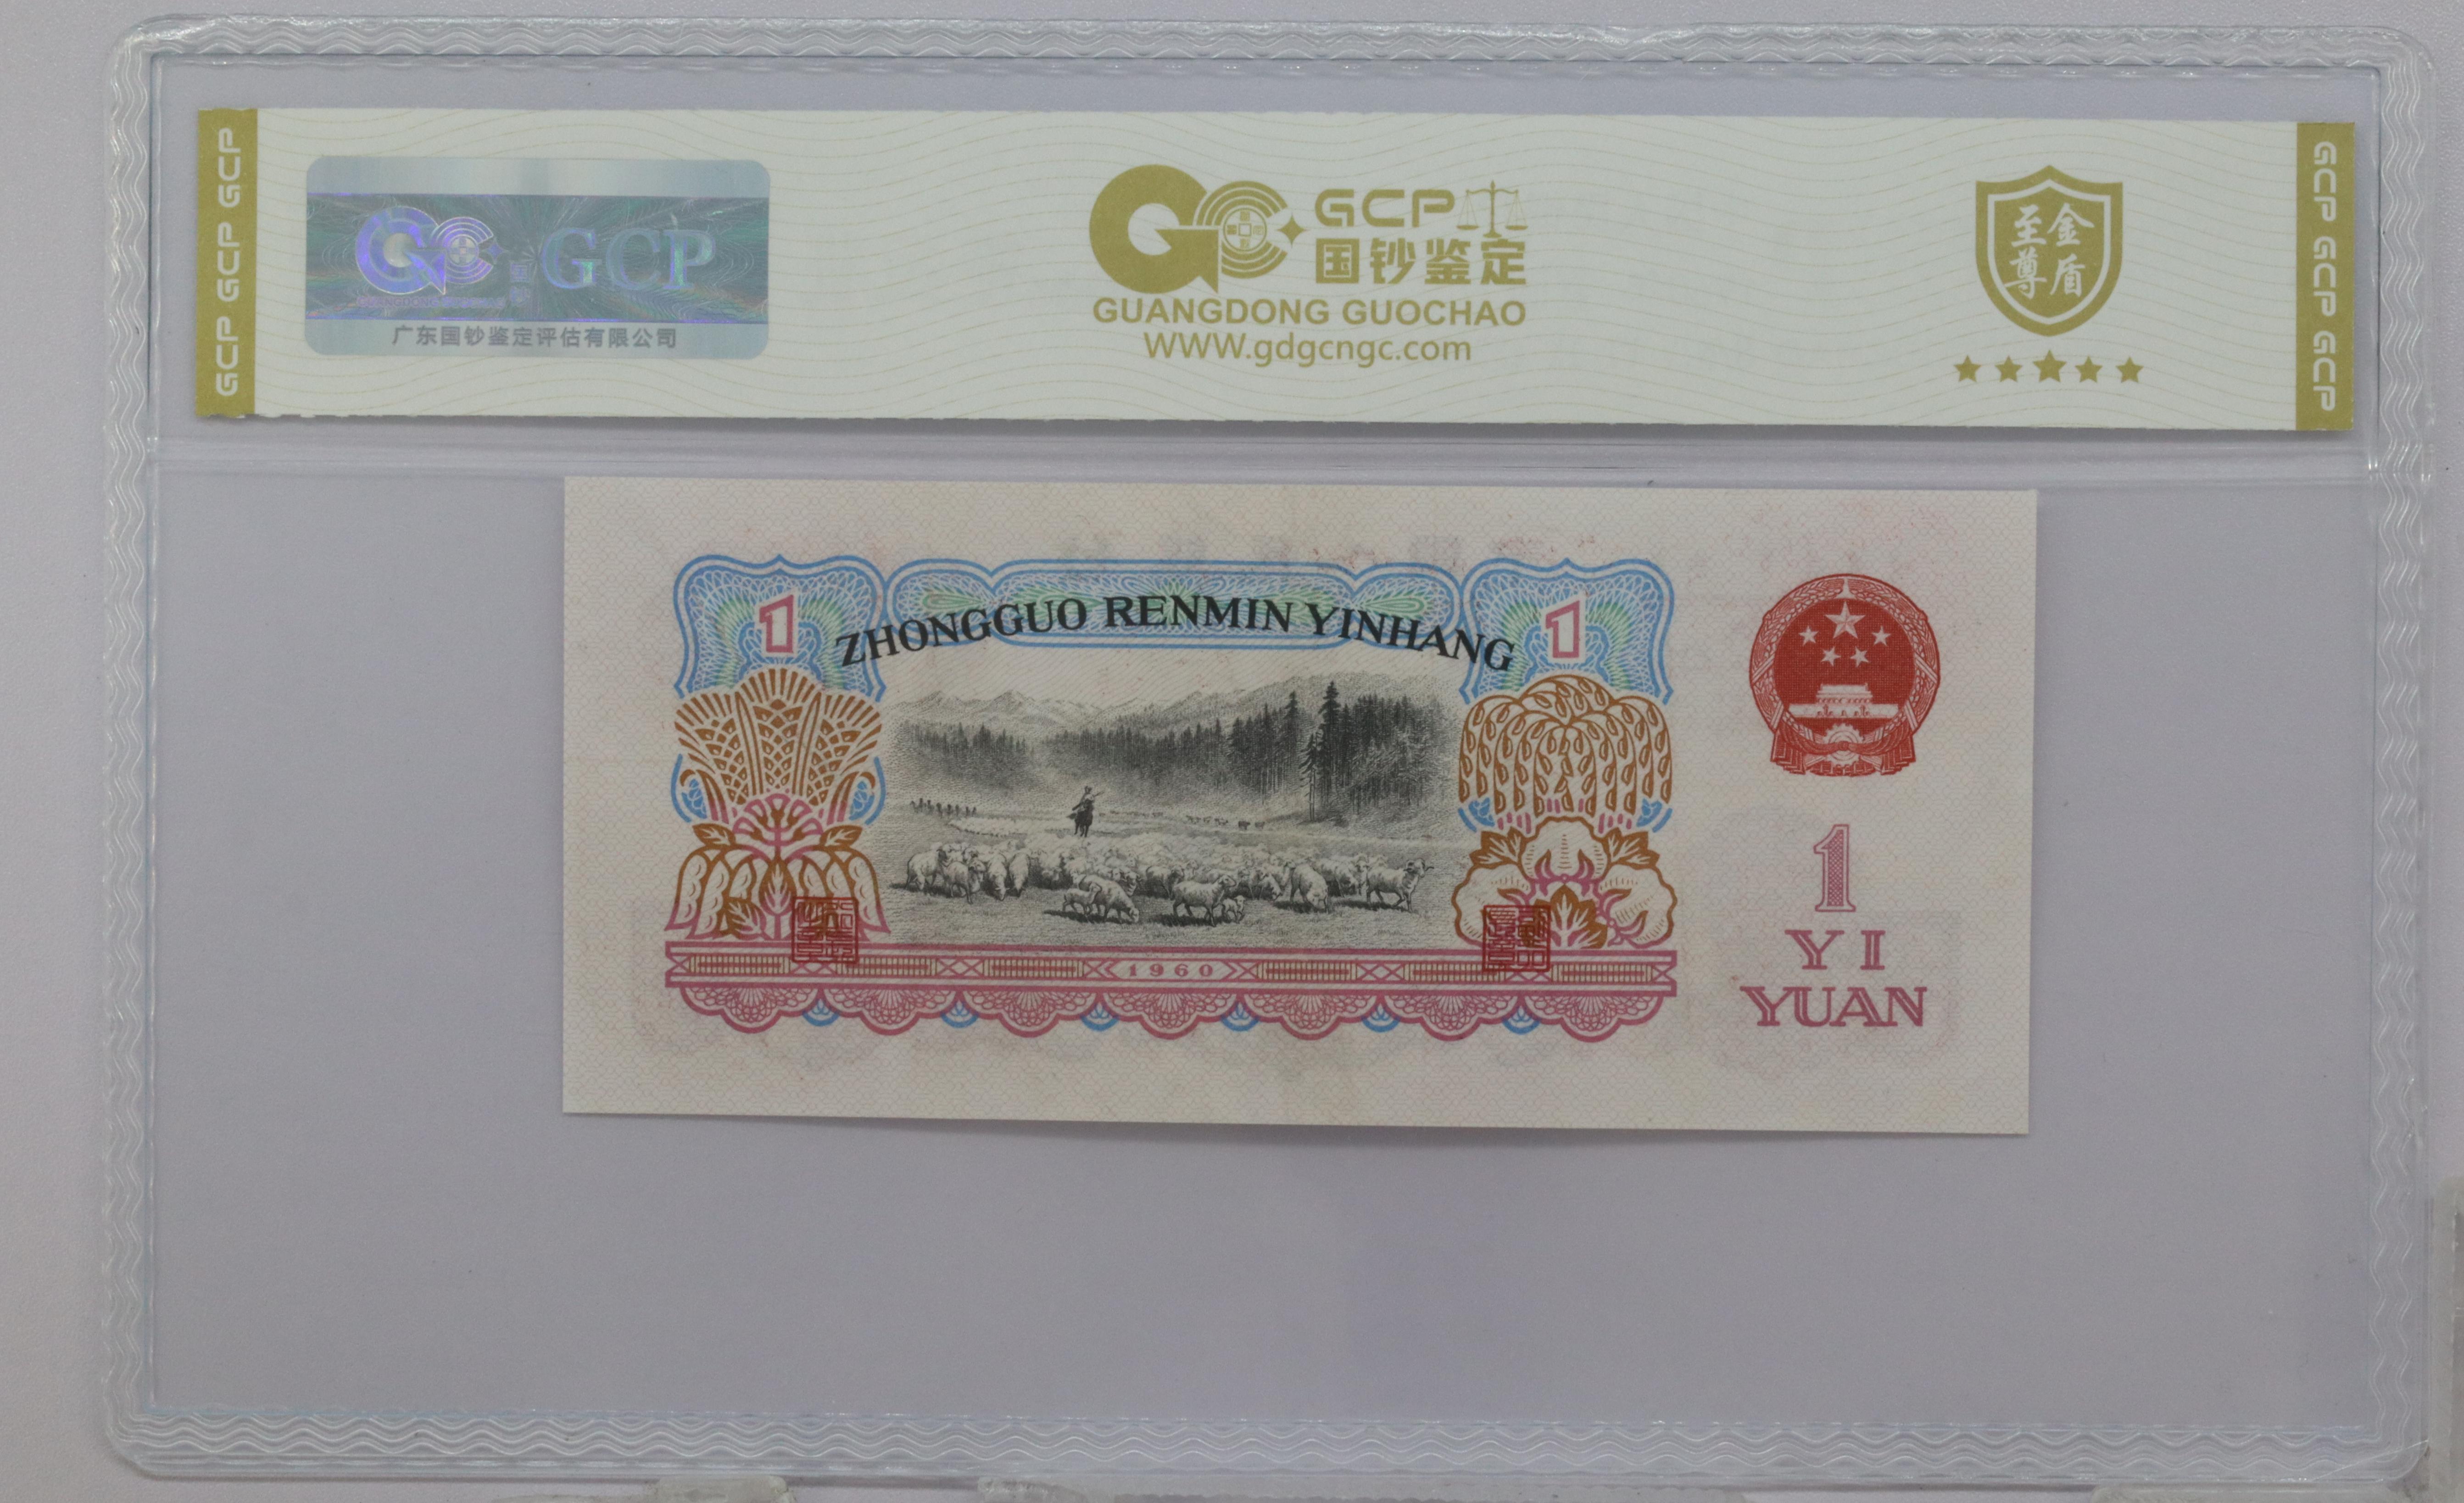 GCP GCP GCP
GC GCP
广东国钞鉴定评估有限公司
GCP
国钞鉴定
GUANGDONG GUOCHAO
WWW.gdgcngc.com
至金
尊盾
GCP GCP GCP
1
ZHONGGUO RENMIN YINHANG
1
1960
1
YI
YUAN